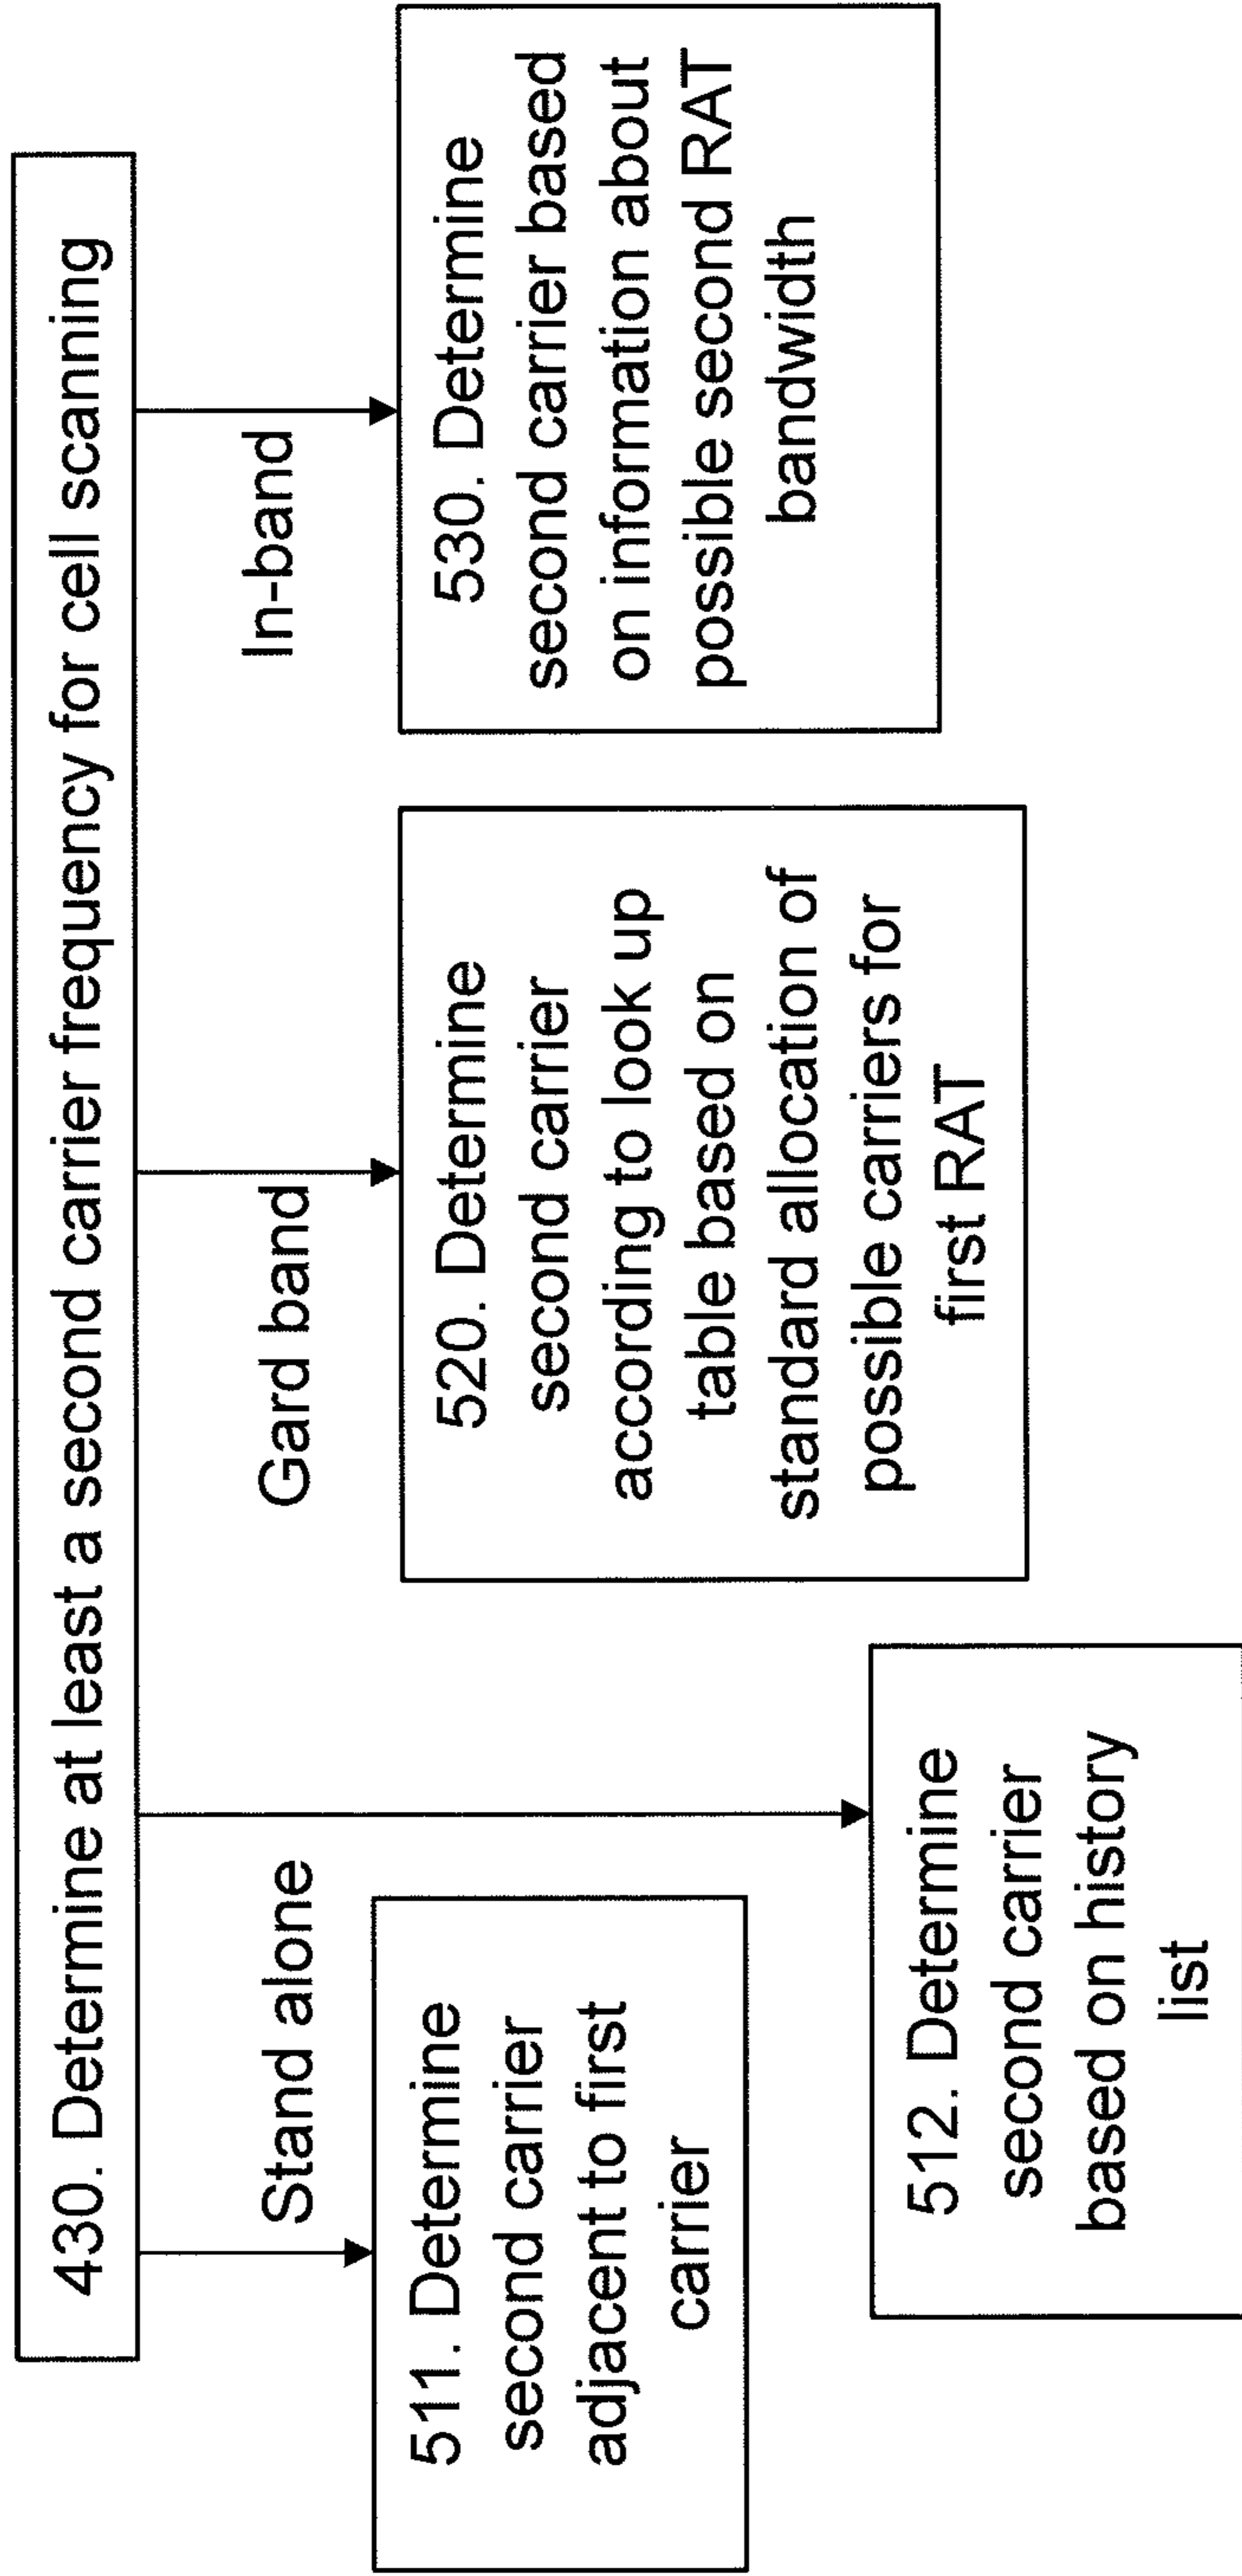 430. Determine at least a second carrier frequency for cell scanning
Stand alone
Gard band
In-band
511. Determine
second carrier
adjacent to first
carrier
512. Determine
second carrier
based on history
list
520. Determine
second carrier
according to look up
table based on
standard allocation of
possible carriers for
first RAT
530. Determine
second carrier based
on information about
possible second RAT
bandwidth